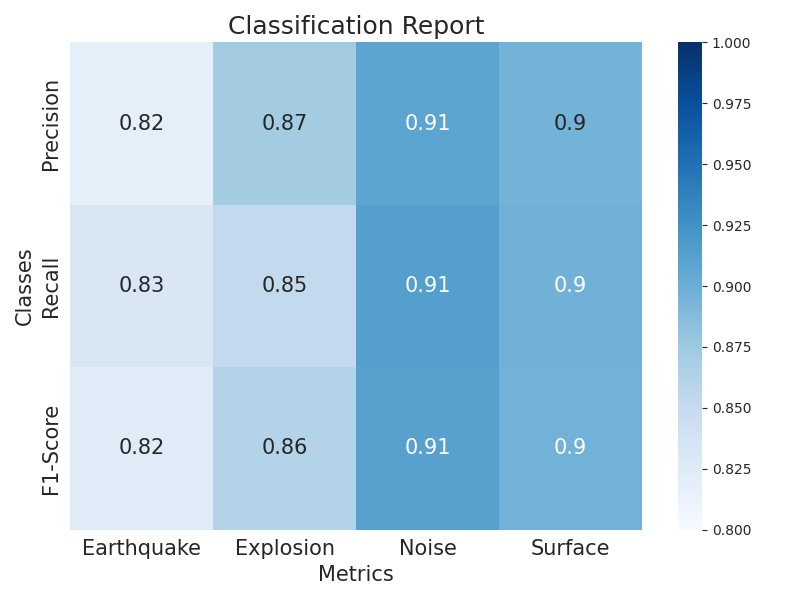 Classification Report
Classes
Precision
0.82 0.87 0.91 0.9
Recall
0.83 0.85 0.91 0.9
F1-Score
0.82 0.86 0.91 0.9
Earthquake Explosion Noise Surface
Metrics
1.000
0.975
0.950
0.925
0.900
0.875
0.850
0.825
0.800